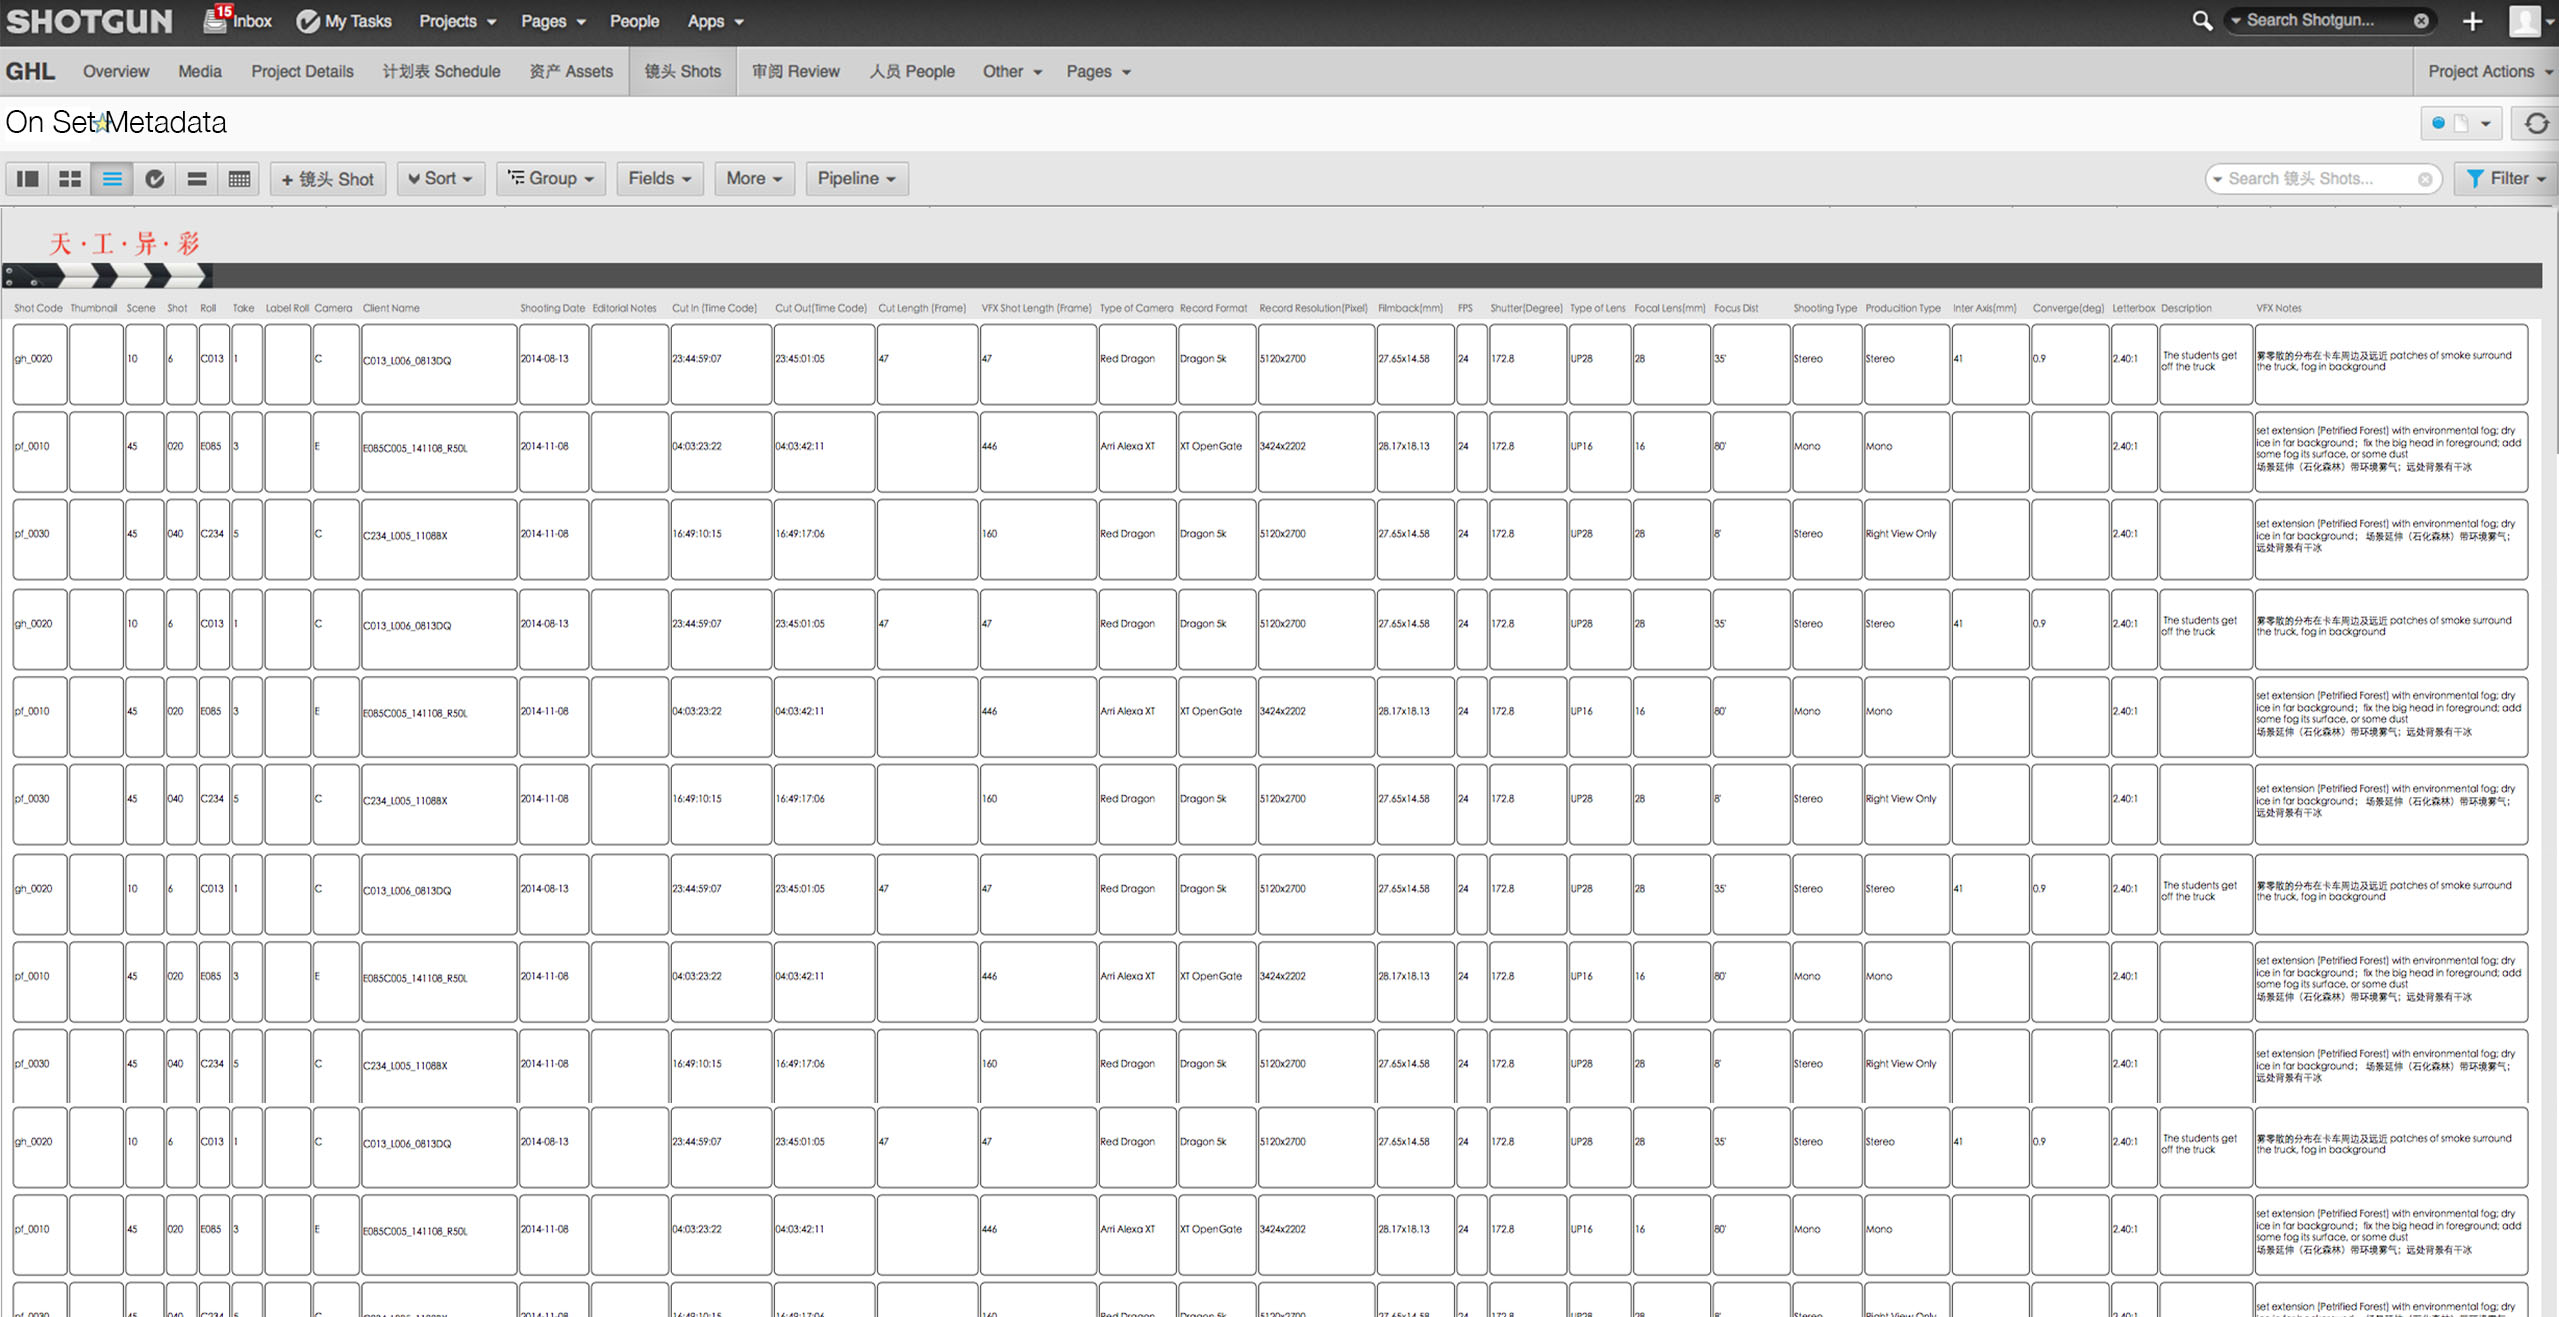 SHOTGUN 15 Inbox My Tasks Projects Pages People Apps Search Shotgun...
GHL Overview Media Project Details 计划表 Schedule 资产 Assets 镜头 Shots 审阅 Review 人员 People Other Pages Project Actions
On Set Metadata
+ 镜头 Shot Sort Group Fields More Pipeline Search 镜头 Shots... Filter
天·工·异·彩
Shot Code Thumbnail Scene Shot Roll Take Label Roll Camera Client Name Shooting Date Editorial Notes Cut In (Time Code) Cut Out(Time Code) Cut Length (Frame) VFX Shot Length (Frame) Type of Camera Record Format Record Resolution(Pixel) Filmback(mm) FPS Shutter(Degree) Type of Lens Focal Lens(mm) Focus Dist Shooting Type Producition Type Inter Axis(mm) Converge(deg) Letterbox Description VFX Notes
gh_0020 10 6 C013 1 C C013_L006_0813DQ 2014-08-13 23:44:59:07 23:45:01:05 47 47 Red Dragon Dragon 5k 5120x2700 27.65x14.58 24 172.8 UP28 28 35' Stereo Stereo 41 0.9 2.40:1 The students get 雾零散的分布在卡车周边及远近 patches of smoke surround
off the truck the truck, fog in background
pf_0010 45 020 E085 3 E E085C005_141108_R50L 2014-11-08 04:03:23:22 04:03:42:11 446 Arri Alexa XT XT OpenGate 3424x2202 28.17x18.13 24 172.8 UP16 16 80' Mono Mono 2.40:1 set extension (Petrified Forest) with environmental fog; dry
ice in far background; fix the big head in foreground; add
some fog its surface, or some dust
场景延伸（石化森林）带环境雾气；远处背景有干冰
pf_0030 45 040 C234 5 C C234_L005_1108BX 2014-11-08 16:49:10:15 16:49:17:06 160 Red Dragon Dragon 5k 5120x2700 27.65x14.58 24 172.8 UP28 28 8' Stereo Right View Only 2.40:1 set extension (Petrified Forest) with environmental fog; dry
ice in far background; 场景延伸（石化森林）带环境雾气；
远处背景有干冰
gh_0020 10 6 C013 1 C C013_L006_0813DQ 2014-08-13 23:44:59:07 23:45:01:05 47 47 Red Dragon Dragon 5k 5120x2700 27.65x14.58 24 172.8 UP28 28 35' Stereo Stereo 41 0.9 2.40:1 The students get 雾零散的分布在卡车周边及远近 patches of smoke surround
off the truck the truck, fog in background
pf_0010 45 020 E085 3 E E085C005_141108_R50L 2014-11-08 04:03:23:22 04:03:42:11 446 Arri Alexa XT XT OpenGate 3424x2202 28.17x18.13 24 172.8 UP16 16 80' Mono Mono 2.40:1 set extension (Petrified Forest) with environmental fog; dry
ice in far background; fix the big head in foreground; add
some fog its surface, or some dust
场景延伸（石化森林）带环境雾气；远处背景有干冰
pf_0030 45 040 C234 5 C C234_L005_1108BX 2014-11-08 16:49:10:15 16:49:17:06 160 Red Dragon Dragon 5k 5120x2700 27.65x14.58 24 172.8 UP28 28 8' Stereo Right View Only 2.40:1 set extension (Petrified Forest) with environmental fog; dry
ice in far background; 场景延伸（石化森林）带环境雾气；
远处背景有干冰
gh_0020 10 6 C013 1 C C013_L006_0813DQ 2014-08-13 23:44:59:07 23:45:01:05 47 47 Red Dragon Dragon 5k 5120x2700 27.65x14.58 24 172.8 UP28 28 35' Stereo Stereo 41 0.9 2.40:1 The students get 雾零散的分布在卡车周边及远近 patches of smoke surround
off the truck the truck, fog in background
pf_0010 45 020 E085 3 E E085C005_141108_R50L 2014-11-08 04:03:23:22 04:03:42:11 446 Arri Alexa XT XT OpenGate 3424x2202 28.17x18.13 24 172.8 UP16 16 80' Mono Mono 2.40:1 set extension (Petrified Forest) with environmental fog; dry
ice in far background; fix the big head in foreground; add
some fog its surface, or some dust
场景延伸（石化森林）带环境雾气；远处背景有干冰
pf_0030 45 040 C234 5 C C234_L005_1108BX 2014-11-08 16:49:10:15 16:49:17:06 160 Red Dragon Dragon 5k 5120x2700 27.65x14.58 24 172.8 UP28 28 8' Stereo Right View Only 2.40:1 set extension (Petrified Forest) with environmental fog; dry
ice in far background; 场景延伸（石化森林）带环境雾气；
远处背景有干冰
gh_0020 10 6 C013 1 C C013_L006_0813DQ 2014-08-13 23:44:59:07 23:45:01:05 47 47 Red Dragon Dragon 5k 5120x2700 27.65x14.58 24 172.8 UP28 28 35' Stereo Stereo 41 0.9 2.40:1 The students get 雾零散的分布在卡车周边及远近 patches of smoke surround
off the truck the truck, fog in background
pf_0010 45 020 E085 3 E E085C005_141108_R50L 2014-11-08 04:03:23:22 04:03:42:11 446 Arri Alexa XT XT OpenGate 3424x2202 28.17x18.13 24 172.8 UP16 16 80' Mono Mono 2.40:1 set extension (Petrified Forest) with environmental fog; dry
ice in far background; fix the big head in foreground; add
some fog its surface, or some dust
场景延伸（石化森林）带环境雾气；远处背景有干冰
set extension (Petrified Forest) with environmental fog; dry